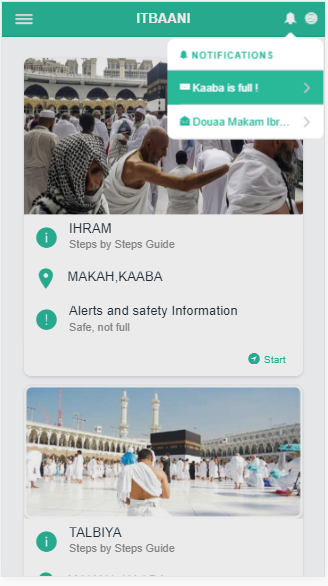 ITBAANI
NOTIFICATIONS
Kaaba is full !
Douaa Makam Ibr...
IHRAM
Steps by Steps Guide
MAKAH,KAABA
Alerts and safety Information
Safe, not full
Start
TALBIYA
Steps by Steps Guide